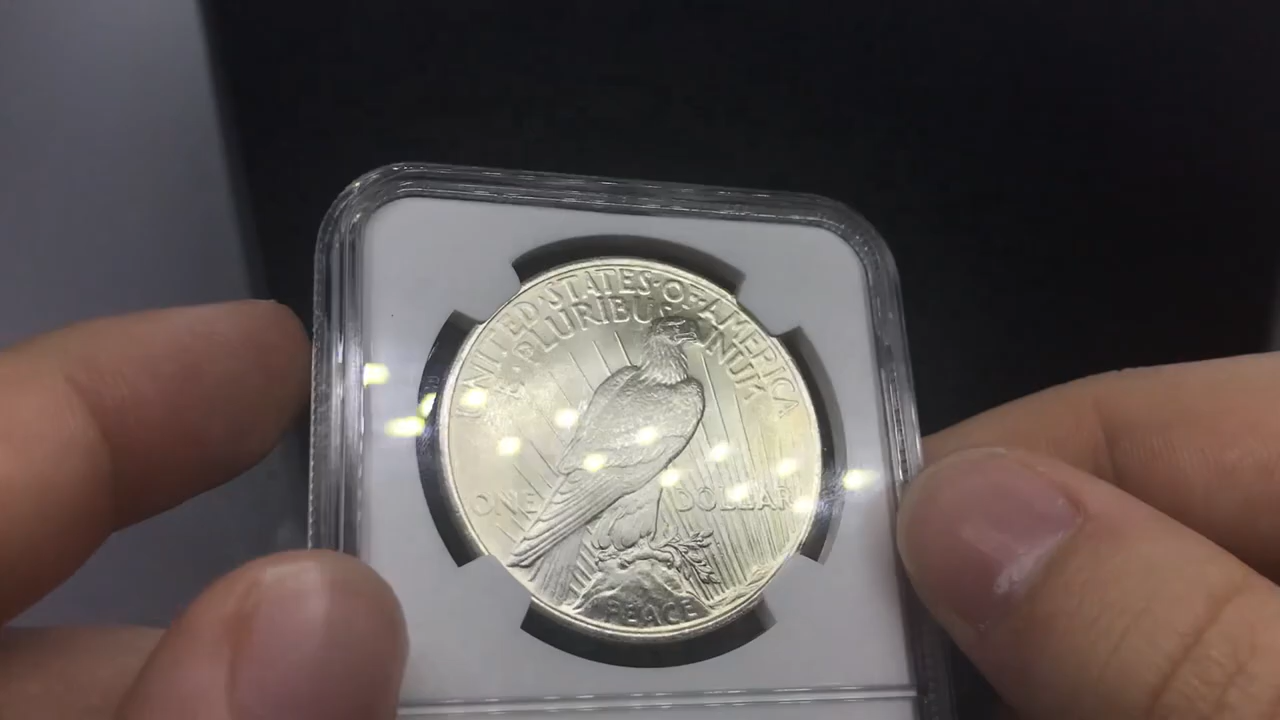 UNITED·STATES·OF·AMERICA
E PLURIBUS UNUM
ONE DOLLAR
PEACE